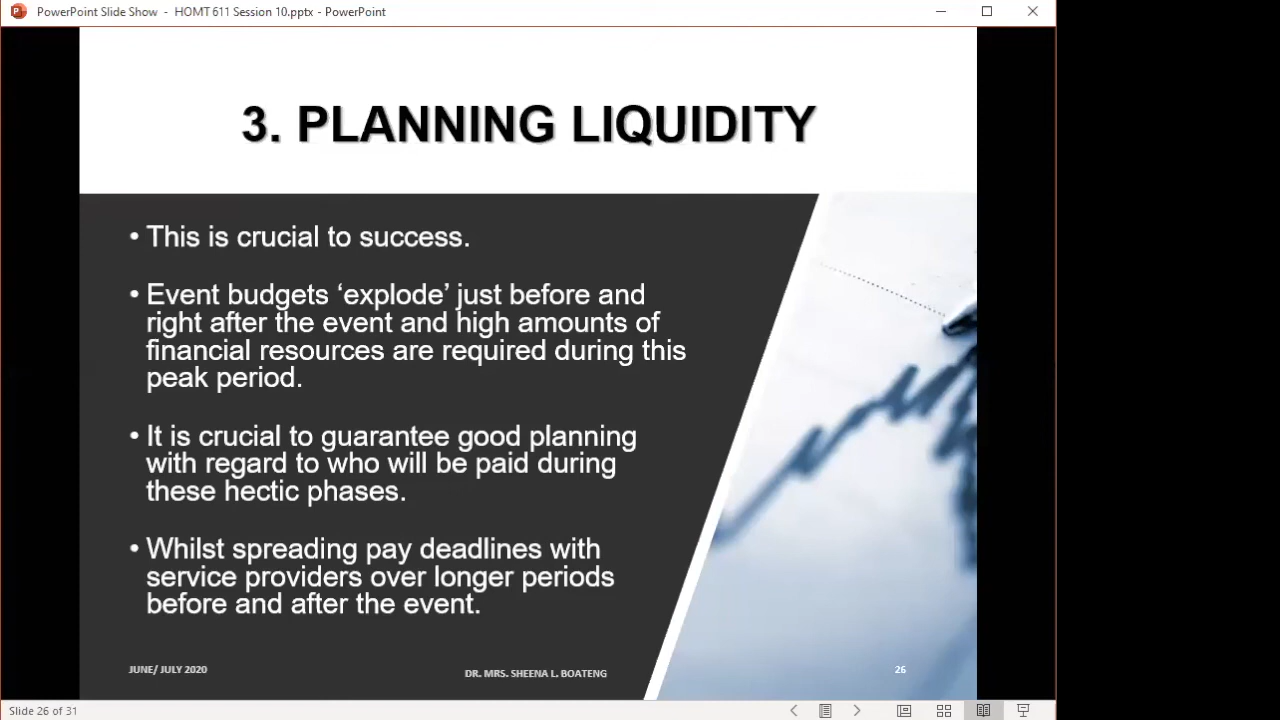 PowerPoint Slide Show - HOMT 611 Session 10.pptx - PowerPoint
3. PLANNING LIQUIDITY
• This is crucial to success.
• Event budgets ‘explode’ just before and
right after the event and high amounts of
financial resources are required during this
peak period.
• It is crucial to guarantee good planning
with regard to who will be paid during
these hectic phases.
• Whilst spreading pay deadlines with
service providers over longer periods
before and after the event.
JUNE/ JULY 2020
DR. MRS. SHEENA L. BOATENG
26
Slide 26 of 31